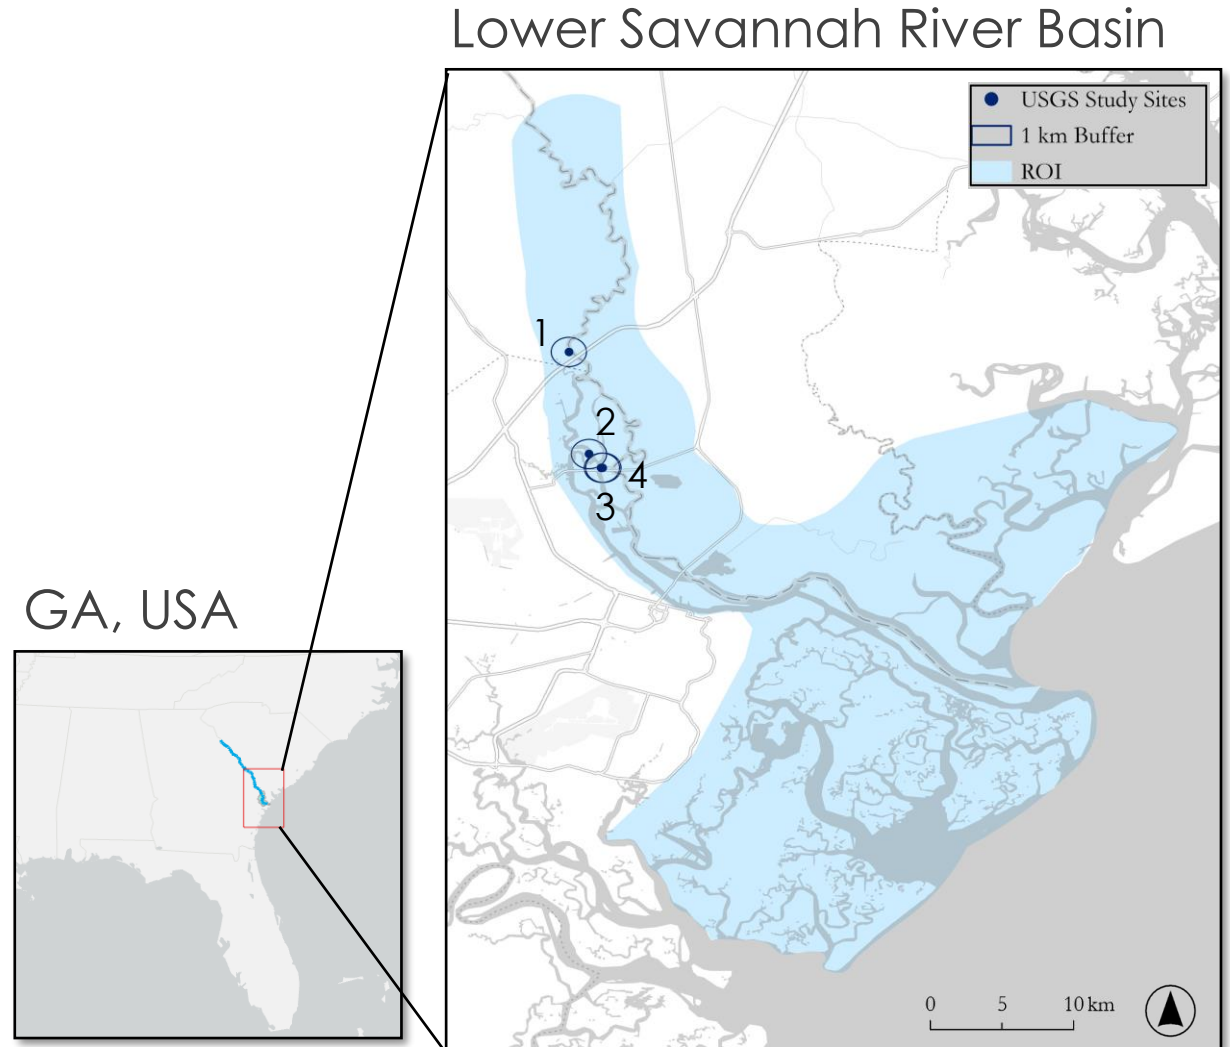 Lower Savannah River Basin
USGS Study Sites
1 km Buffer
ROI
1
2
4
3
GA, USA
0 5 10 km